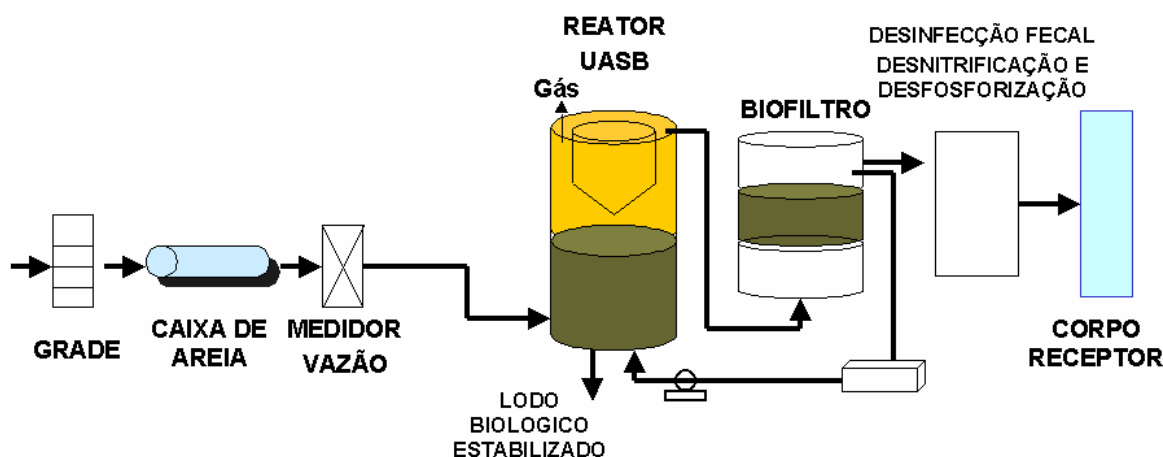 REATOR
UASB
Gás
BIOFILTRO
DESINFECÇÃO FECAL
DESNITRIFICAÇÃO E
DESFOSFORIZAÇÃO
GRADE
CAIXA DE
AREIA
MEDIDOR
VAZÃO
LODO
BIOLOGICO
ESTABILIZADO
CORPO
RECEPTOR